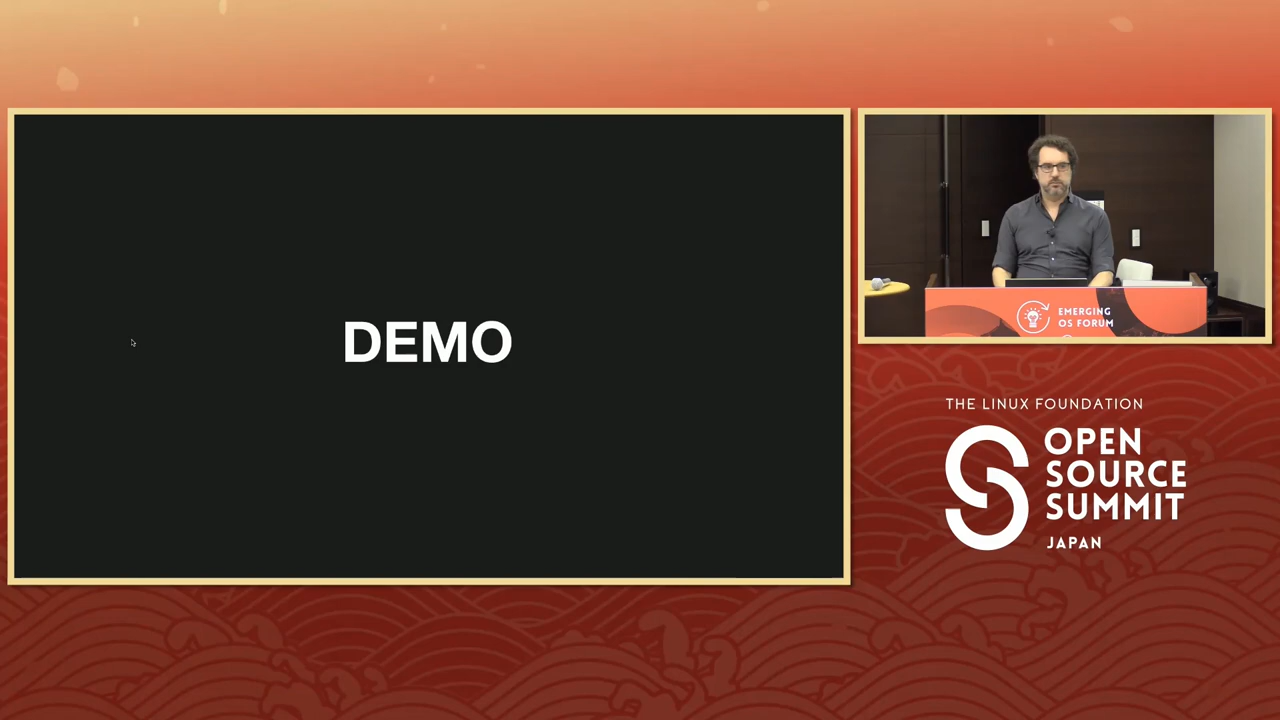 DEMO
EMERGING
OS FORUM
THE LINUX FOUNDATION
OPEN
SOURCE
SUMMIT
JAPAN